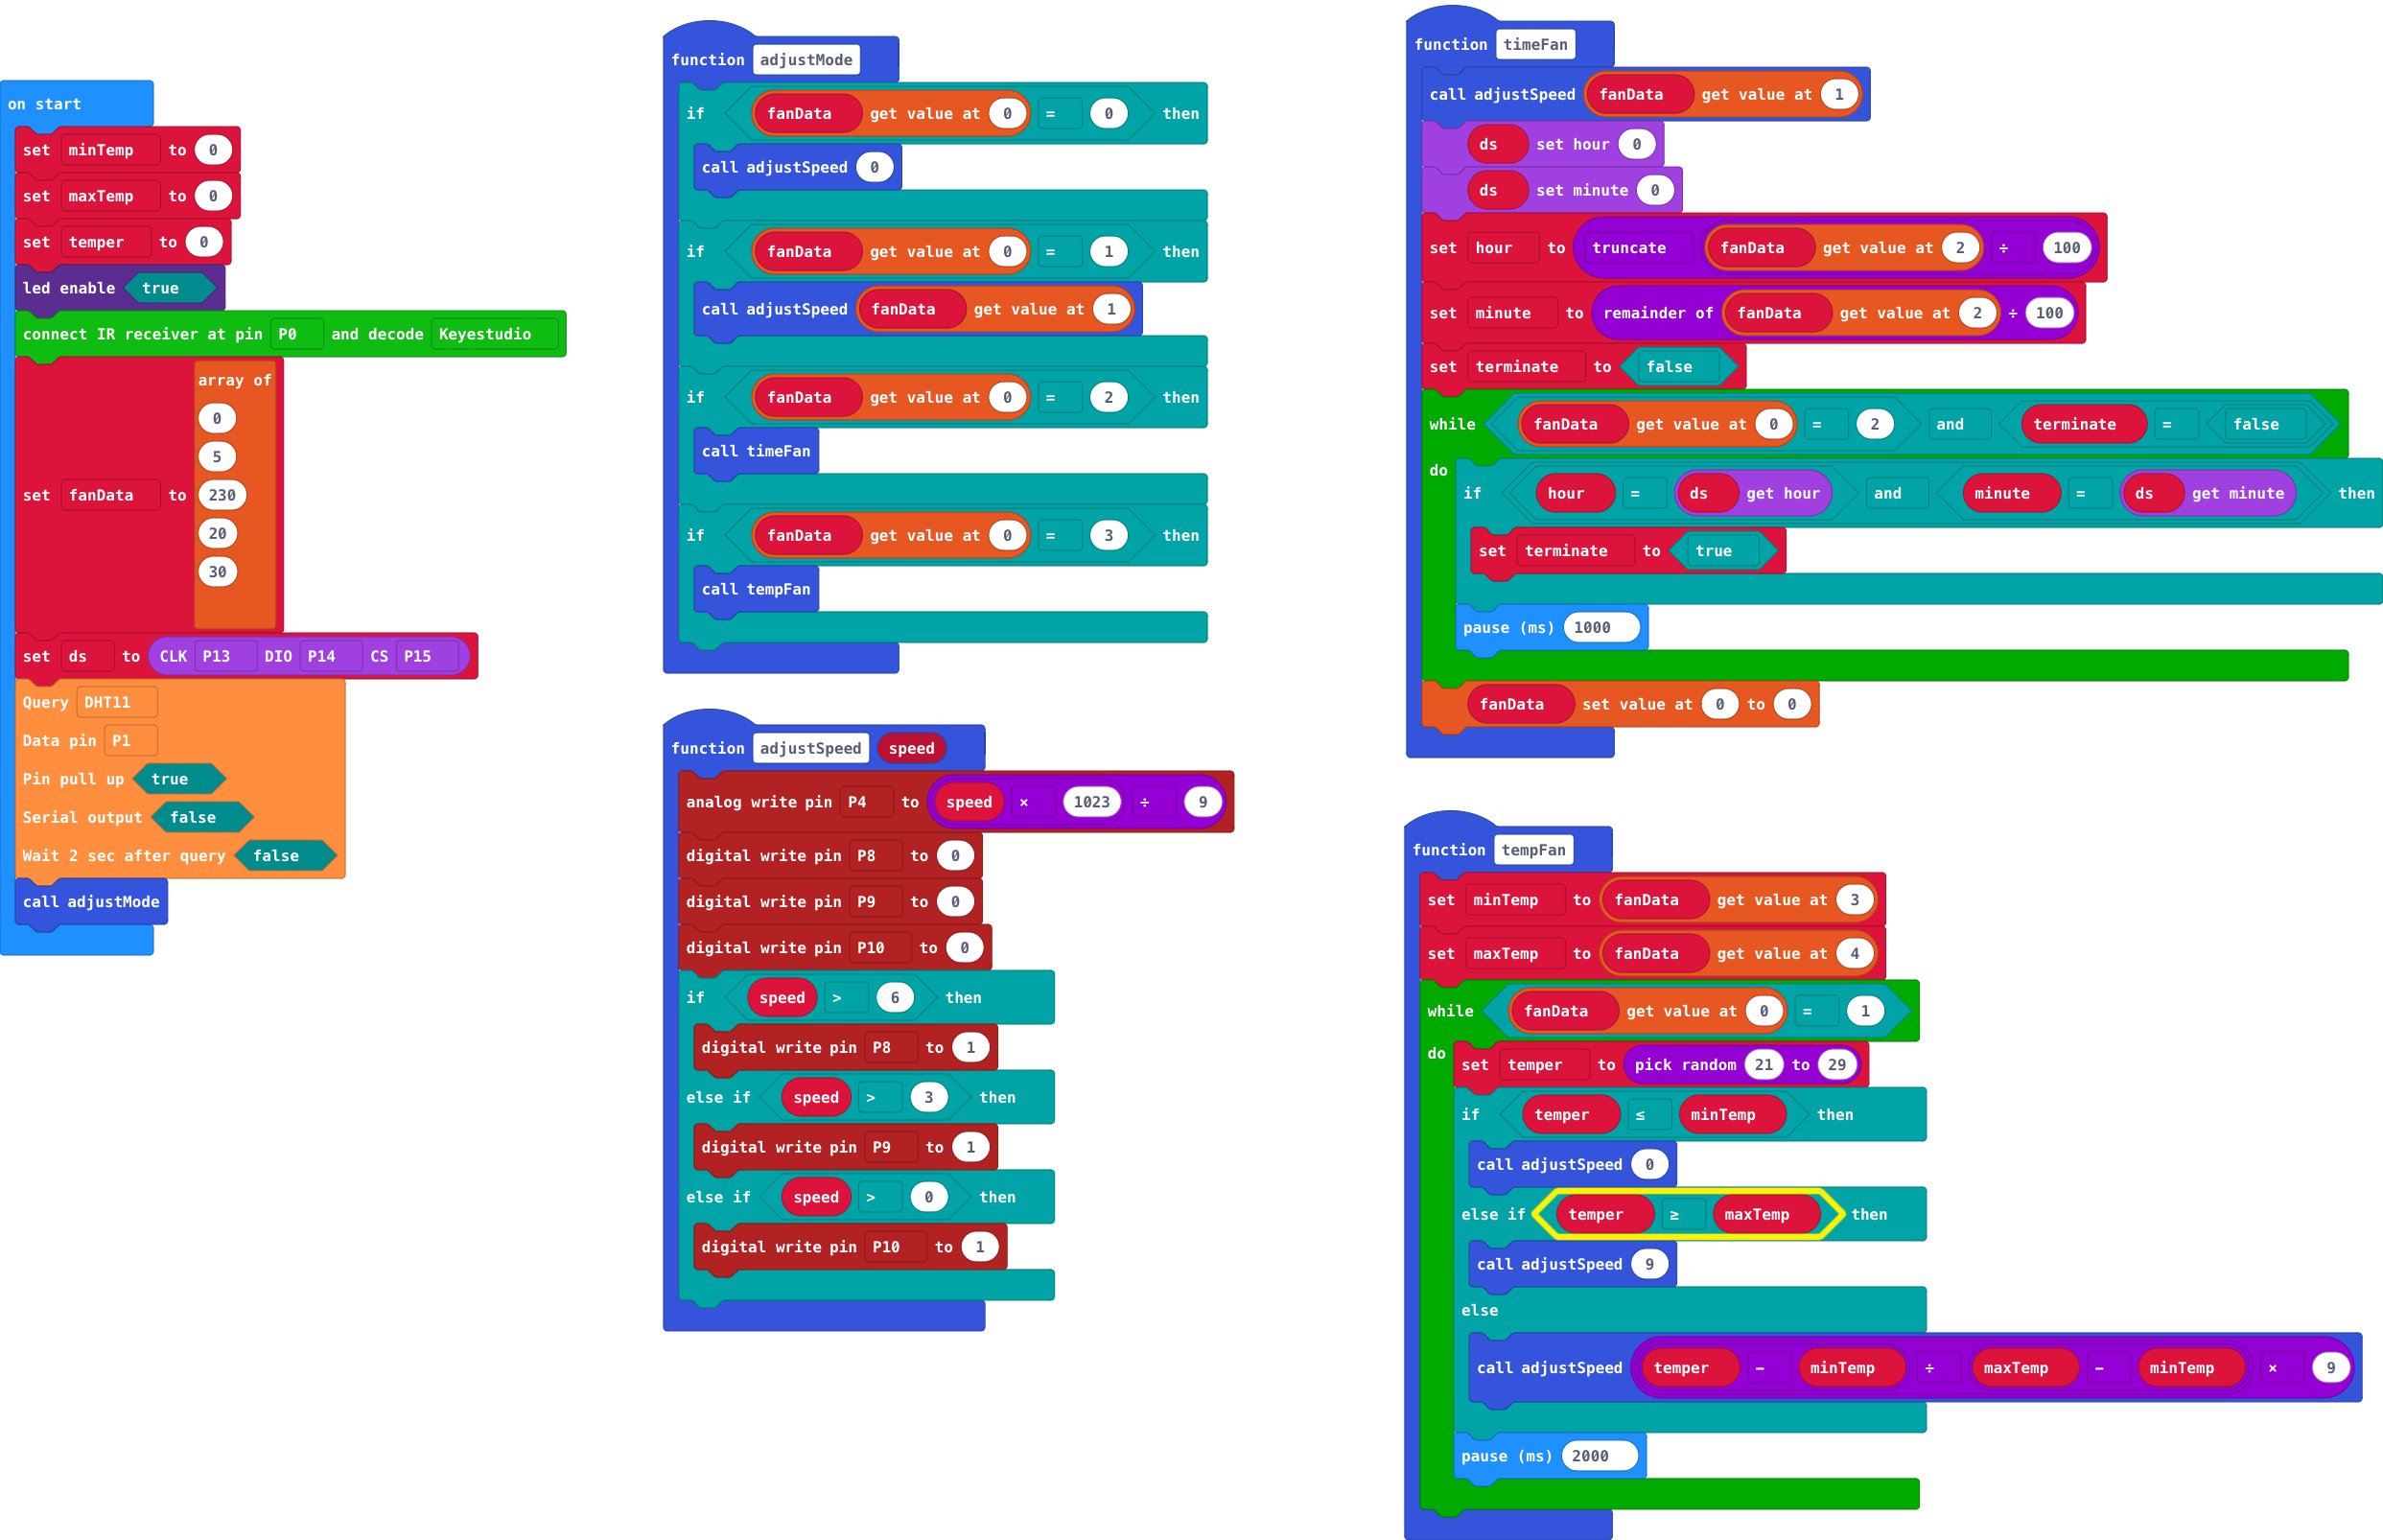 on start
set minTemp to 0
set maxTemp to 0
set temper to 0
led enable true
connect IR receiver at pin P0 and decode Keyestudio
set fanData to array of
0
5
230
20
30
set ds to CLK P13 DIO P14 CS P15
Query DHT11
Data pin P1
Pin pull up true
Serial output false
Wait 2 sec after query false
call adjustMode
function adjustMode
if fanData get value at 0 = 0 then
call adjustSpeed 0
if fanData get value at 0 = 1 then
call adjustSpeed fanData get value at 1
if fanData get value at 0 = 2 then
call timeFan
if fanData get value at 0 = 3 then
call tempFan
function adjustSpeed speed
analog write pin P4 to speed × 1023 ÷ 9
digital write pin P8 to 0
digital write pin P9 to 0
digital write pin P10 to 0
if speed > 6 then
digital write pin P8 to 1
else if speed > 3 then
digital write pin P9 to 1
else if speed > 0 then
digital write pin P10 to 1
function timeFan
call adjustSpeed fanData get value at 1
ds set hour 0
ds set minute 0
set hour to truncate fanData get value at 2 ÷ 100
set minute to remainder of fanData get value at 2 ÷ 100
set terminate to false
while fanData get value at 0 = 2 and terminate = false
do
if hour = ds get hour and minute = ds get minute then
set terminate to true
pause (ms) 1000
fanData set value at 0 to 0
function tempFan
set minTemp to fanData get value at 3
set maxTemp to fanData get value at 4
while fanData get value at 0 = 1
do
set temper to pick random 21 to 29
if temper ≤ minTemp then
call adjustSpeed 0
else if temper ≥ maxTemp then
call adjustSpeed 9
else
call adjustSpeed temper - minTemp ÷ maxTemp - minTemp × 9
pause (ms) 2000